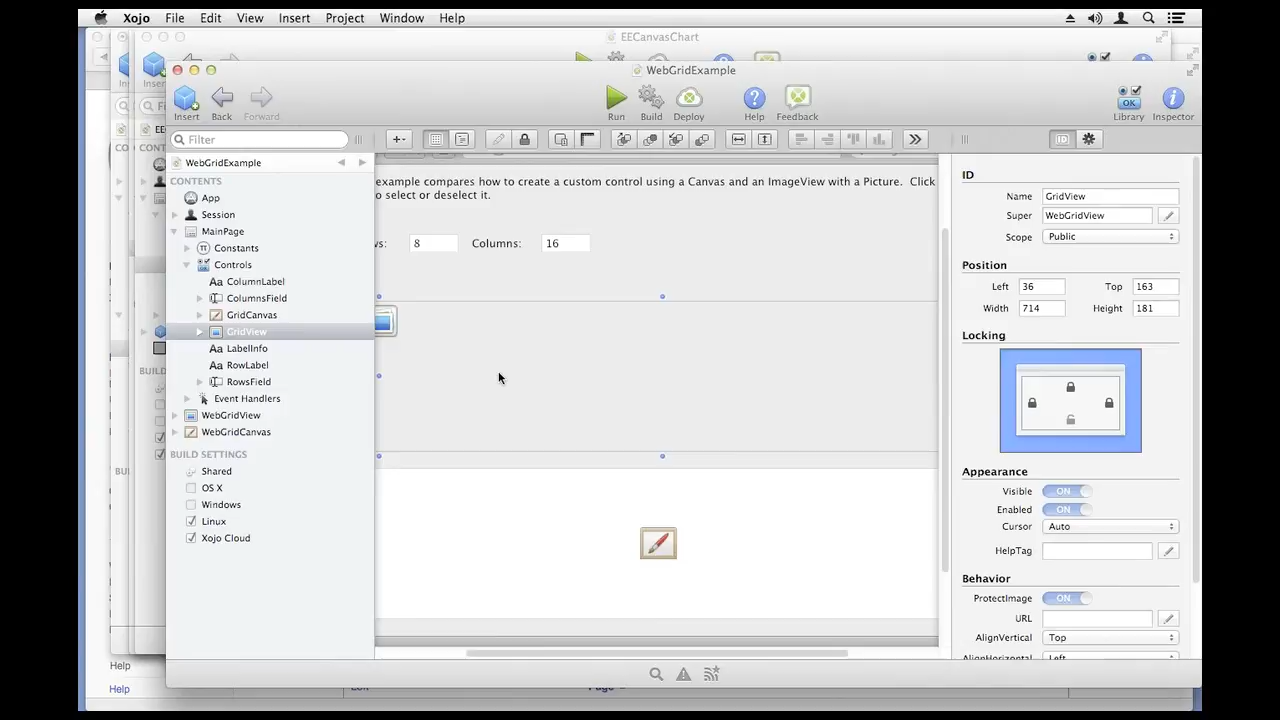 Xojo File Edit View Insert Project Window Help
EECanvasChart
WebGridExample
Insert Back Forward Run Build Deploy Help Feedback Library Inspector
OK
Filter
ID
WebGridExample
CONTENTS
App
Session
MainPage
Constants
Controls
ColumnLabel
ColumnsField
GridCanvas
GridView
LabelInfo
RowLabel
RowsField
Event Handlers
WebGridView
WebGridCanvas
BUILD SETTINGS
Shared
OS X
Windows
Linux
Xojo Cloud
example compares how to create a custom control using a Canvas and an ImageView with a Picture. Click
o select or deselect it.
ws: 8 Columns: 16
ID
Name GridView
Super WebGridView
Scope Public
Position
Left 36 Top 163
Width 714 Height 181
Locking
Appearance
Visible ON
Enabled ON
Cursor Auto
HelpTag
Behavior
ProtectImage ON
URL
AlignVertical Top
AlignHorizontal Left
Help
Help